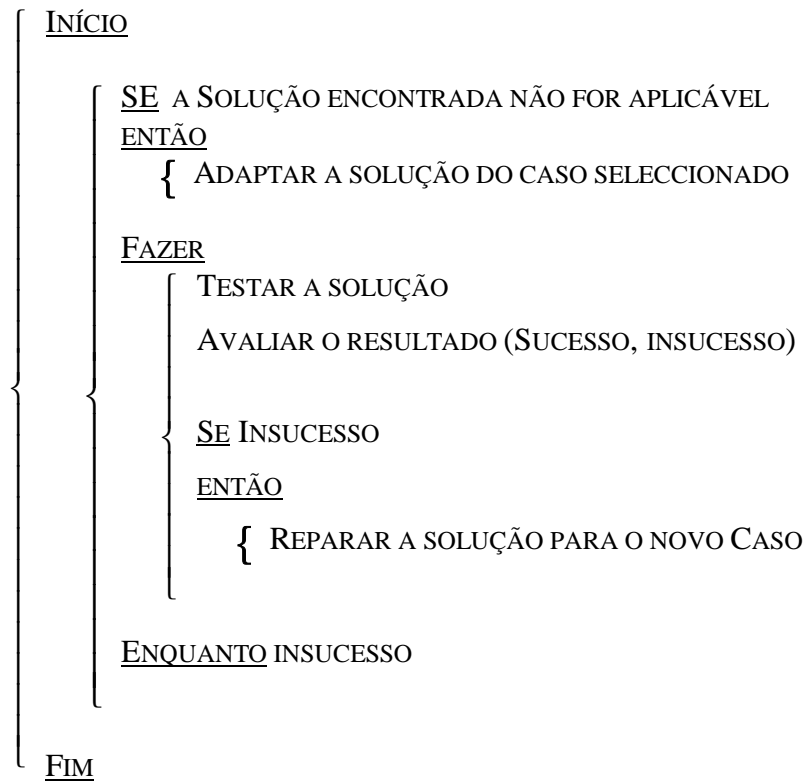 INÍCIO
SE A SOLUÇÃO ENCONTRADA NÃO FOR APLICÁVEL
ENTÃO
{ ADAPTAR A SOLUÇÃO DO CASO SELECCIONADO
FAZER
TESTAR A SOLUÇÃO
AVALIAR O RESULTADO (SUCESSO, INSUCESSO)
SE INSUCESSO
ENTÃO
{ REPARAR A SOLUÇÃO PARA O NOVO CASO
ENQUANTO INSUCESSO
FIM